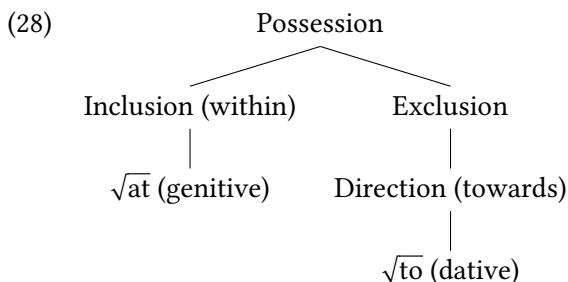 (28) Possession
Inclusion (within) Exclusion
√at (genitive) Direction (towards)
√to (dative)